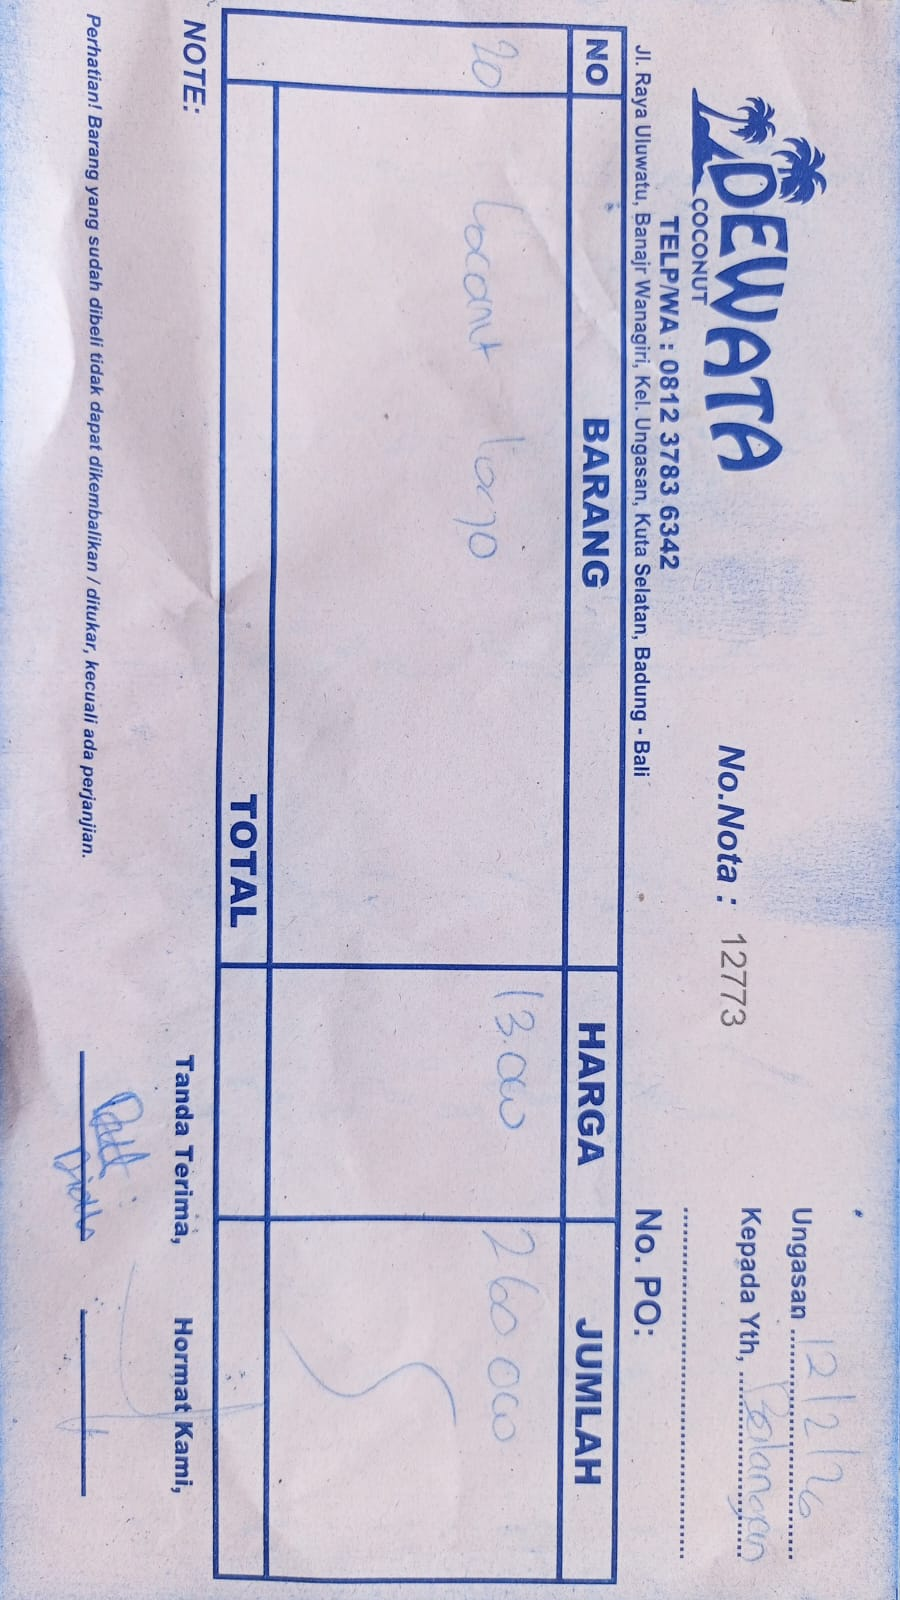 DEWATA
COCONUT
TELP/WA : 0812 3783 6342
Jl. Raya Uluwatu, Banajr Wanagiri, Kel. Ungasan, Kuta Selatan, Badung - Bali
No.Nota : 12773
Ungasan 12/2/26
Kepada Yth,
No. PO:
NO BARANG HARGA JUMLAH
20 Coconut 13.000 260 000
TOTAL
NOTE:
Tanda Terima, Hormat Kami,
Perhatian! Barang yang sudah dibeli tidak dapat dikembalikan / ditukar, kecuali ada perjanjian.